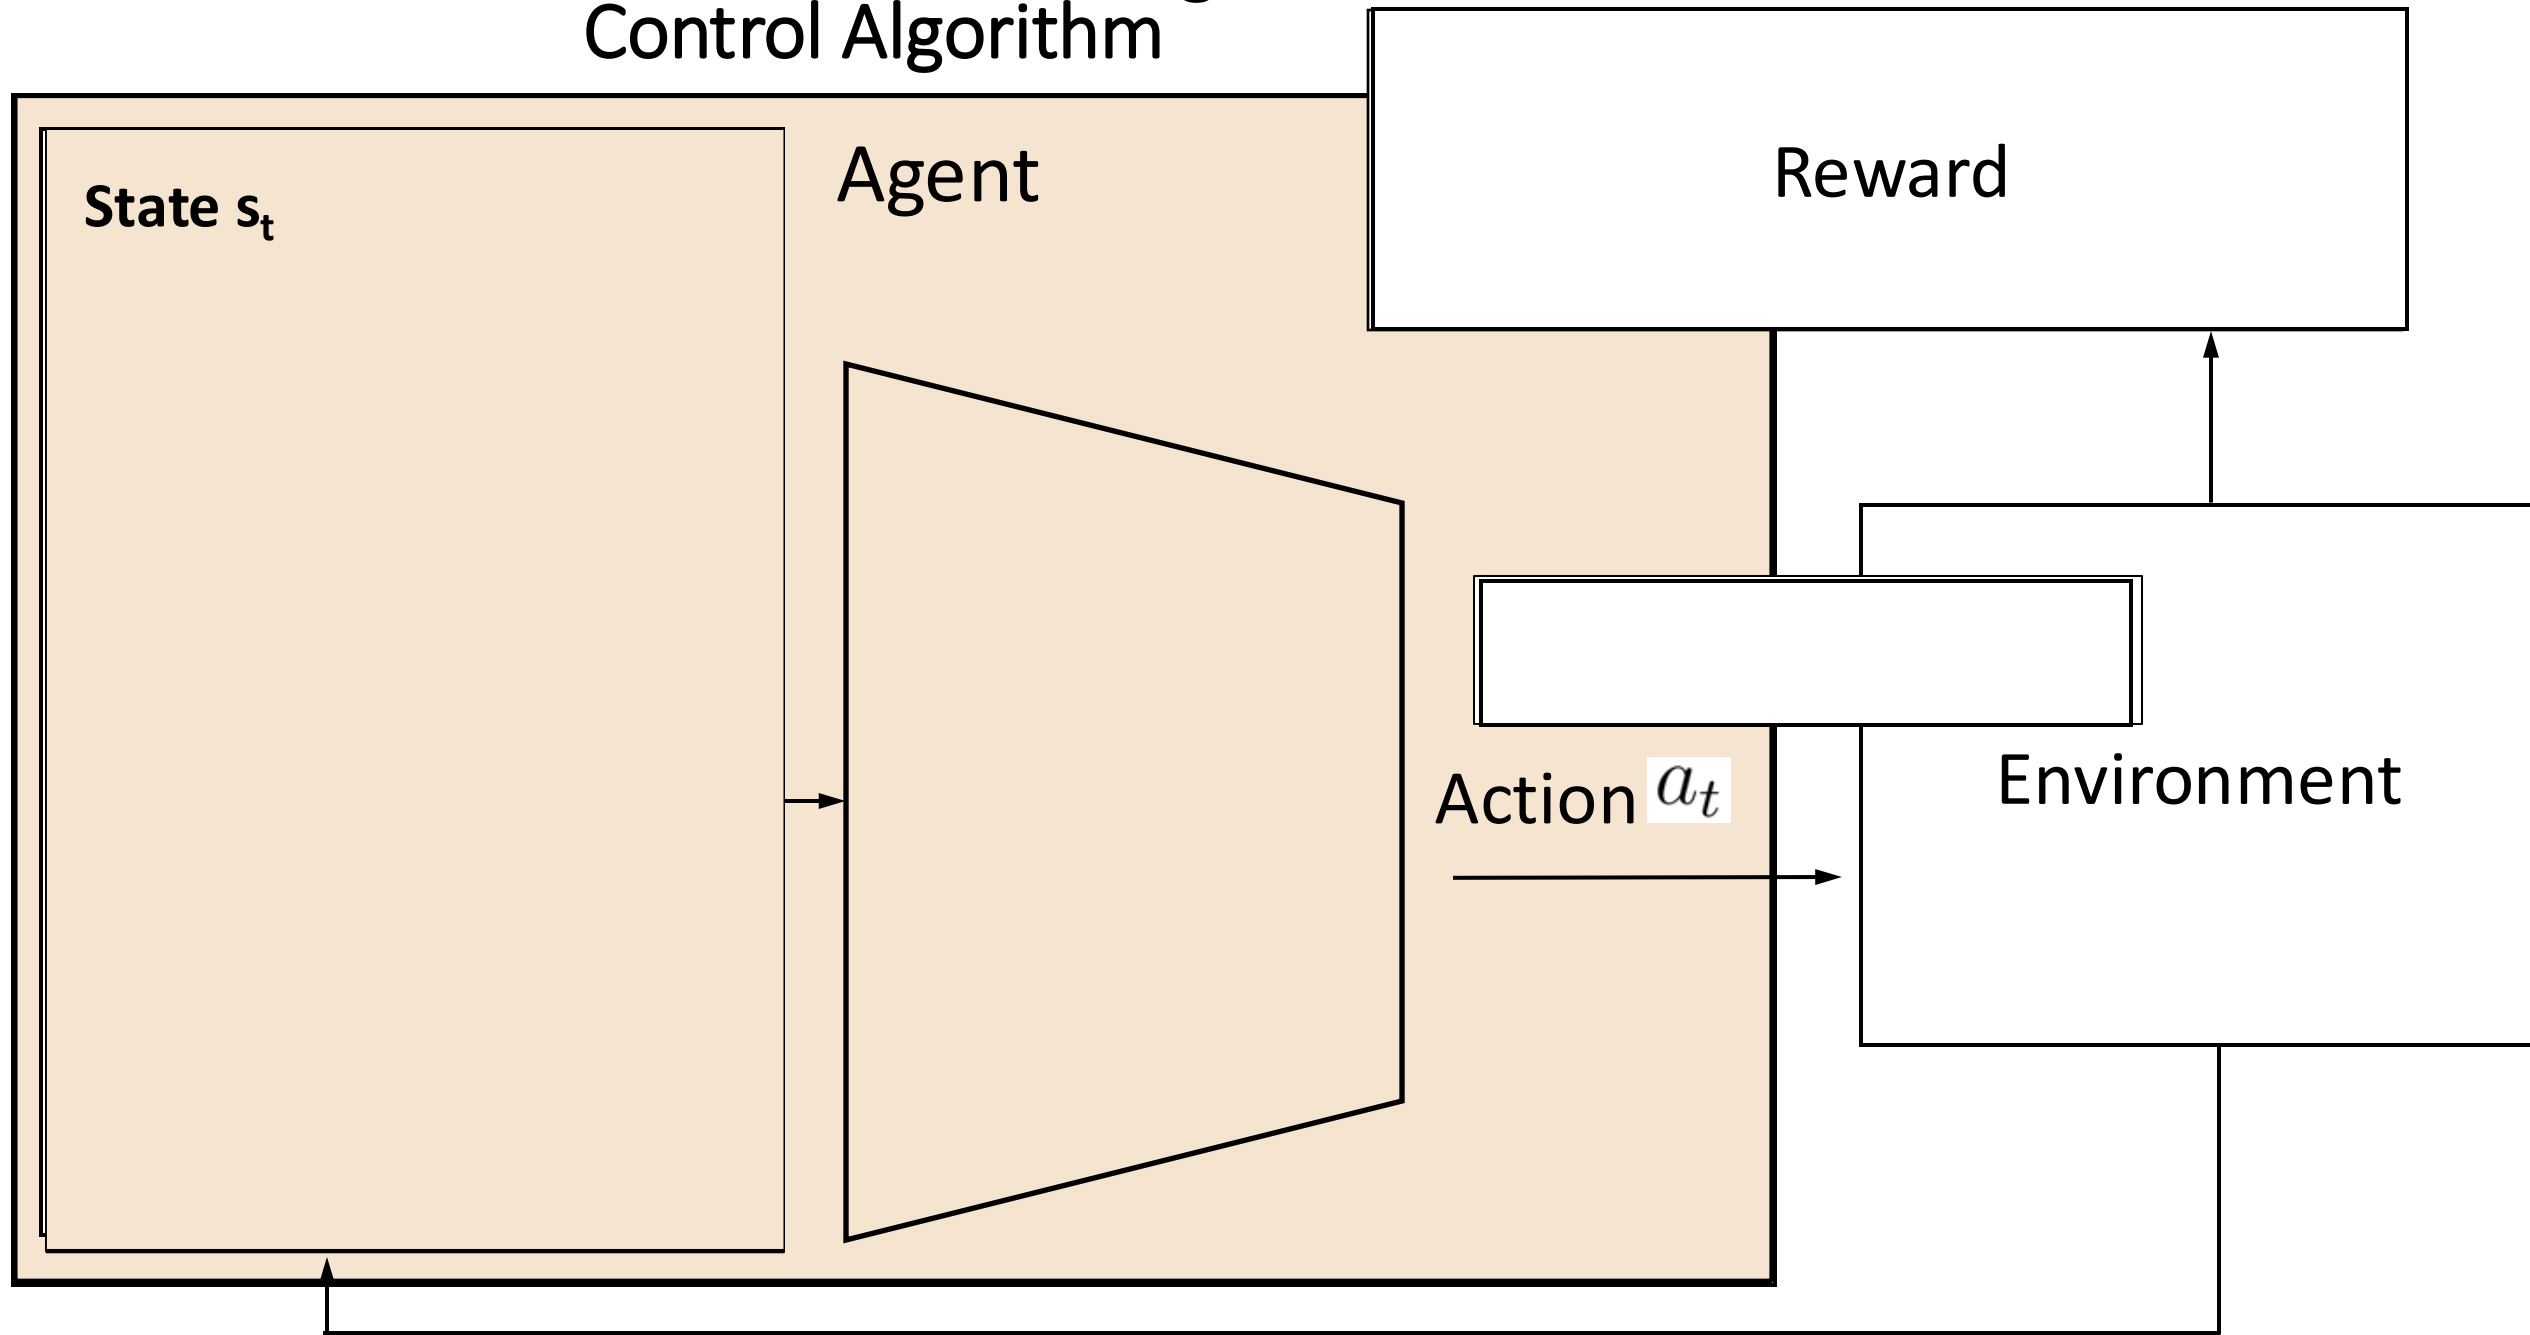 Control Algorithm
Reward
Agent
State sₜ
Environment
Action aₜ